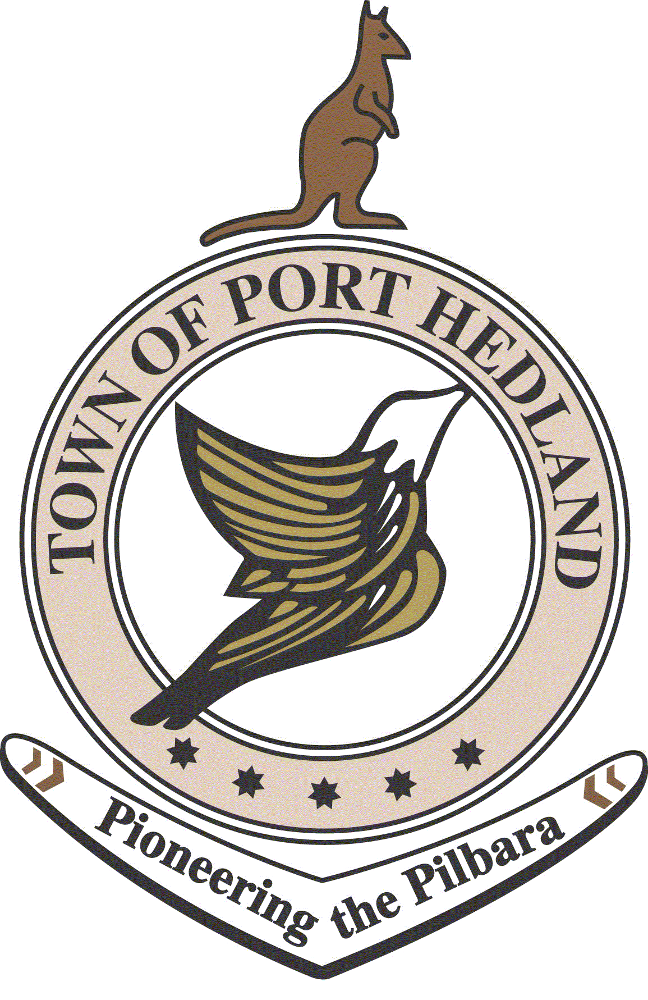 TOWN OF PORT HEDLAND
Pioneering the Pilbara